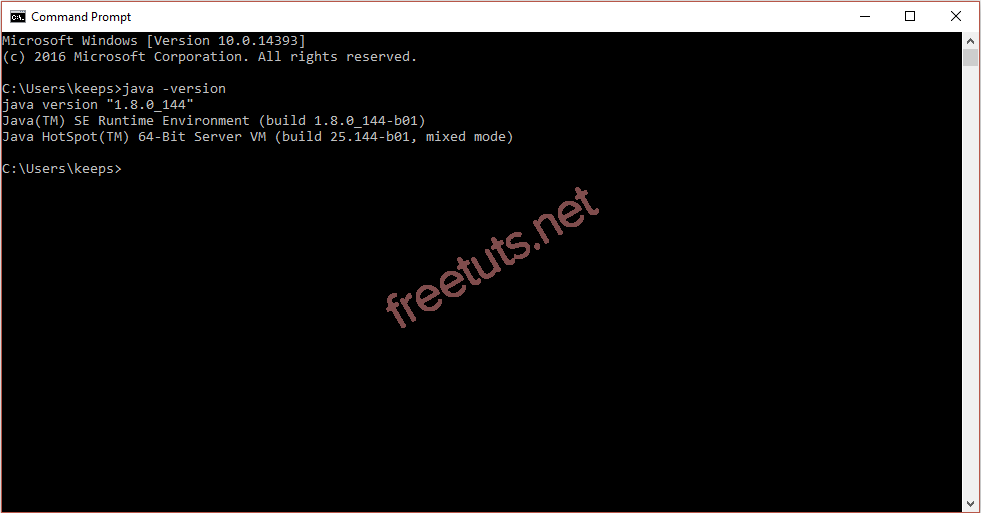 Command Prompt
Microsoft Windows [Version 10.0.14393]
(c) 2016 Microsoft Corporation. All rights reserved.
C:\Users\keeps>java -version
java version "1.8.0_144"
Java(TM) SE Runtime Environment (build 1.8.0_144-b01)
Java HotSpot(TM) 64-Bit Server VM (build 25.144-b01, mixed mode)
C:\Users\keeps>
freetuts.net